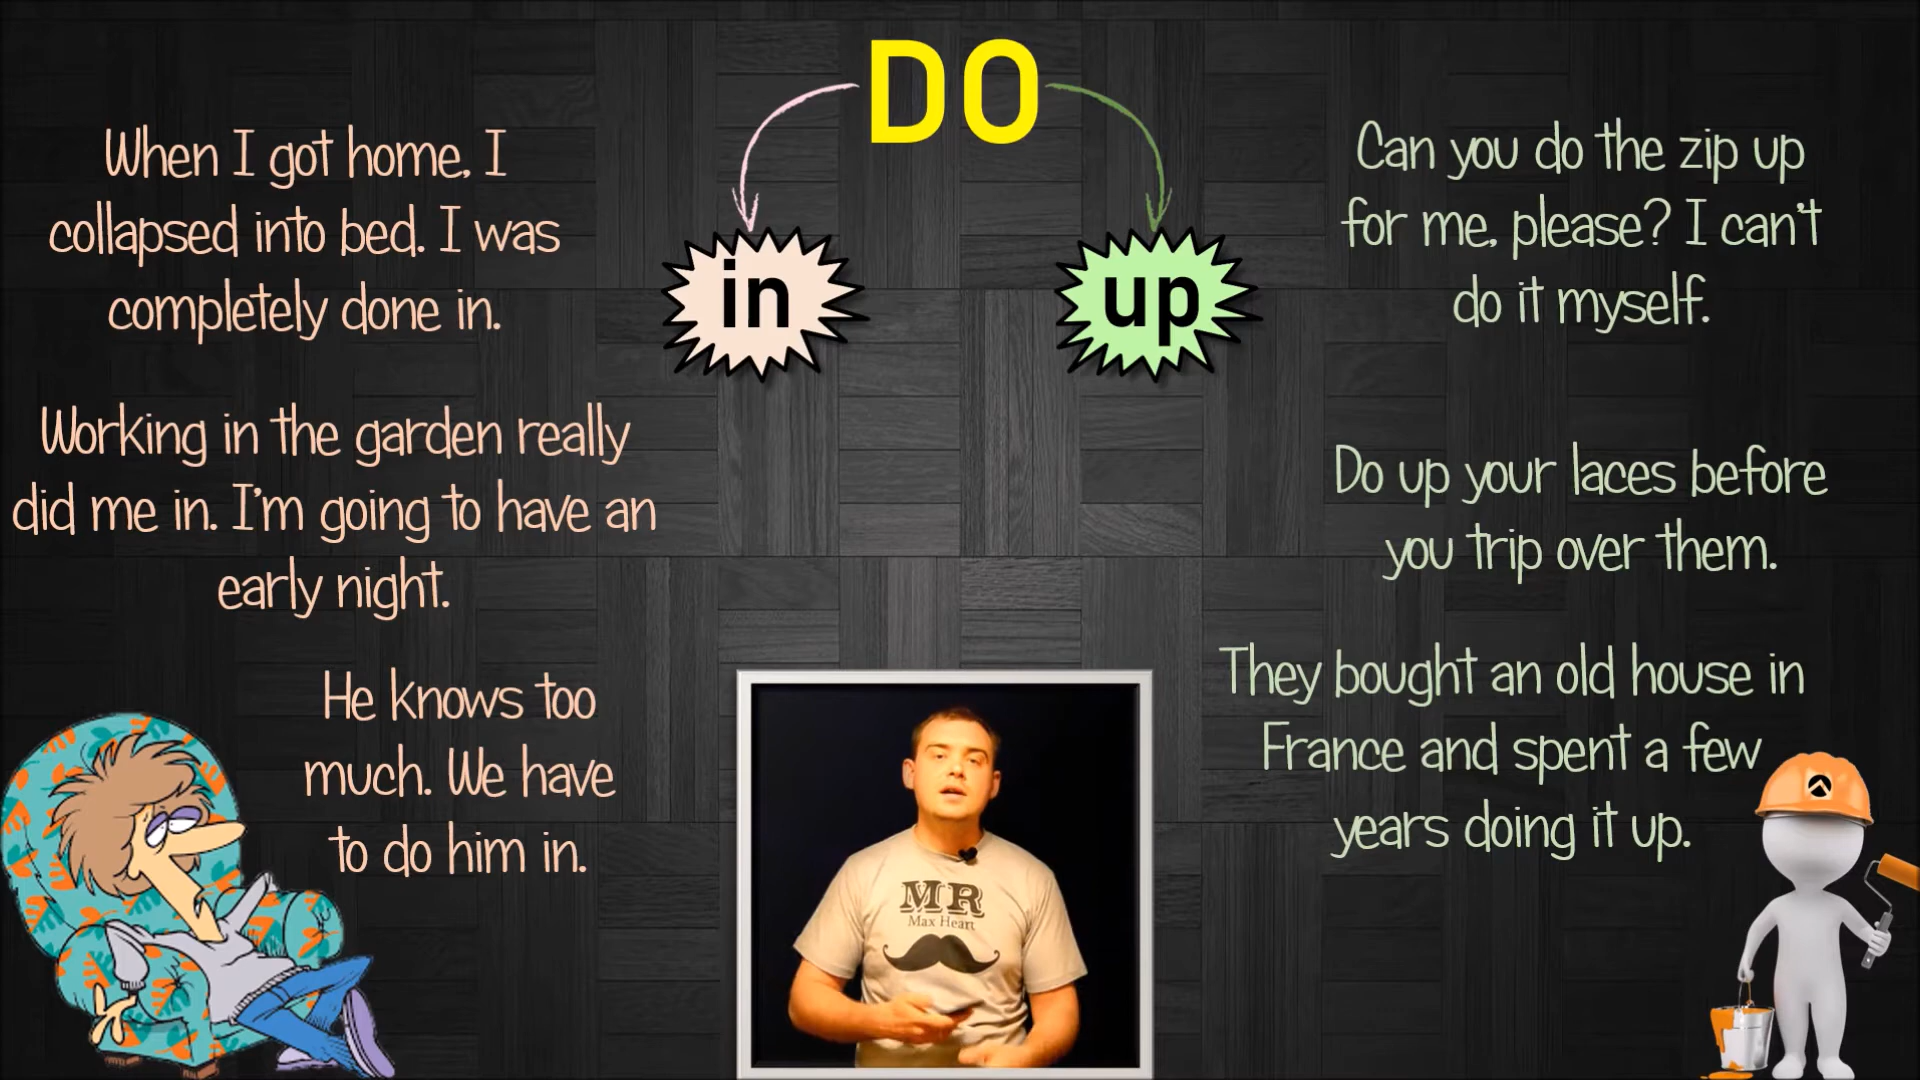 DO
in
up
When I got home, I
collapsed into bed. I was
completely done in.
Working in the garden really
did me in. I'm going to have an
early night.
He knows too
much. We have
to do him in.
Can you do the zip up
for me, please? I can't
do it myself.
Do up your laces before
you trip over them.
They bought an old house in
France and spent a few
years doing it up.
MR
Max Heart